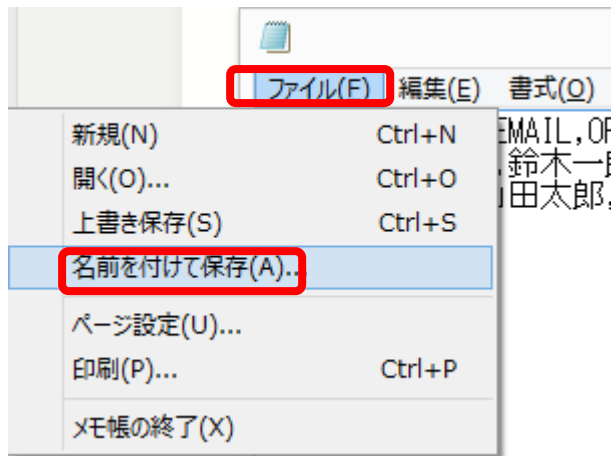 ファイル(F) 編集(E) 書式(O)
新規(N) Ctrl+N
開く(O)... Ctrl+O
上書き保存(S) Ctrl+S
名前を付けて保存(A)...
ページ設定(U)...
印刷(P)... Ctrl+P
メモ帳の終了(X)
EMAIL,OR
,鈴木一郎
田太郎,